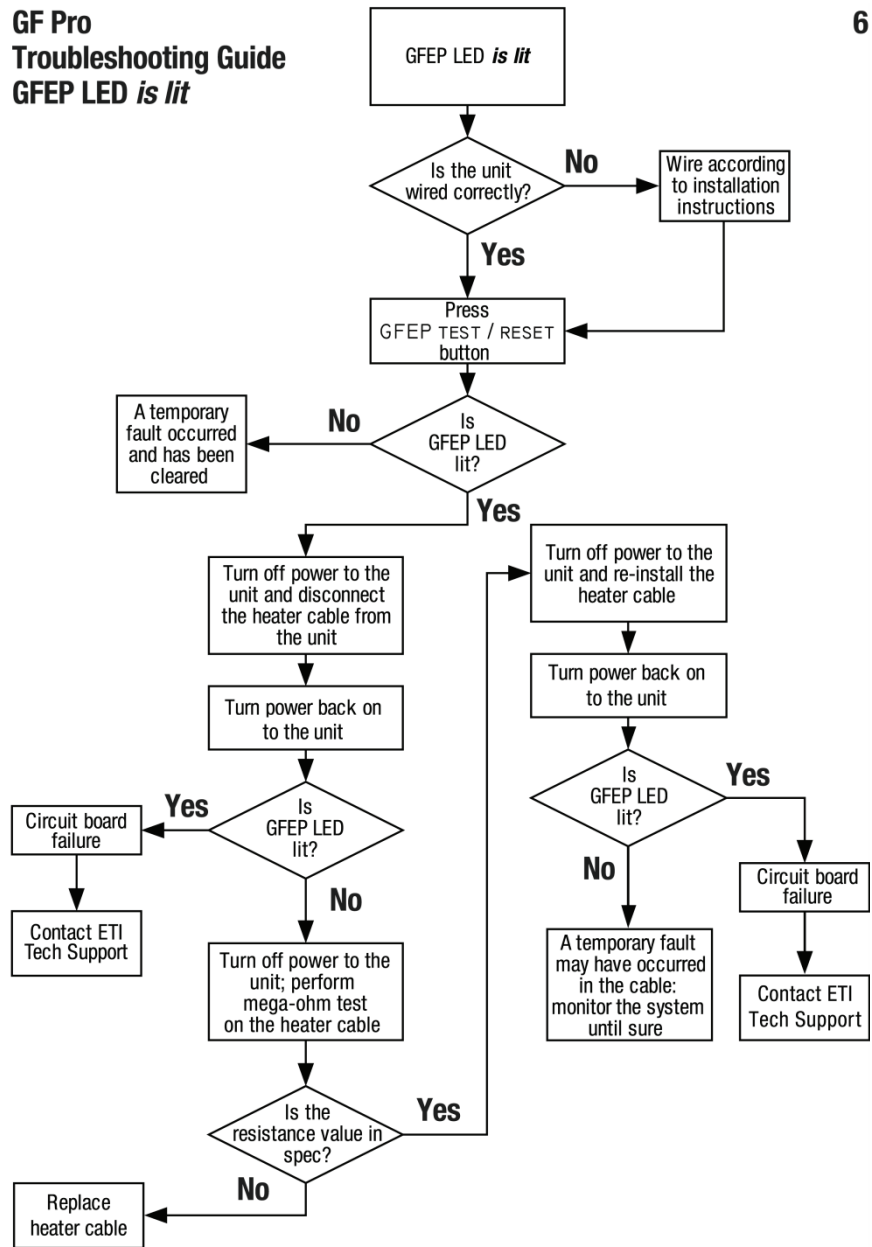 GF Pro
Troubleshooting Guide
GFEP LED is lit
6
GFEP LED is lit
Is the unit
wired correctly?
No
Wire according
to installation
instructions
Yes
Press
GFEP TEST / RESET
button
Is
GFEP LED
lit?
No
A temporary
fault occurred
and has been
cleared
Yes
Turn off power to the
unit and disconnect
the heater cable from
the unit
Turn power back on
to the unit
Is
GFEP LED
lit?
Yes
Circuit board
failure
Contact ETI
Tech Support
No
Turn off power to the
unit; perform
mega-ohm test
on the heater cable
Is the
resistance value in
spec?
No
Replace
heater cable
Yes
Turn off power to the
unit and re-install the
heater cable
Turn power back on
to the unit
Is
GFEP LED
lit?
Yes
Circuit board
failure
Contact ETI
Tech Support
No
A temporary fault
may have occurred
in the cable:
monitor the system
until sure